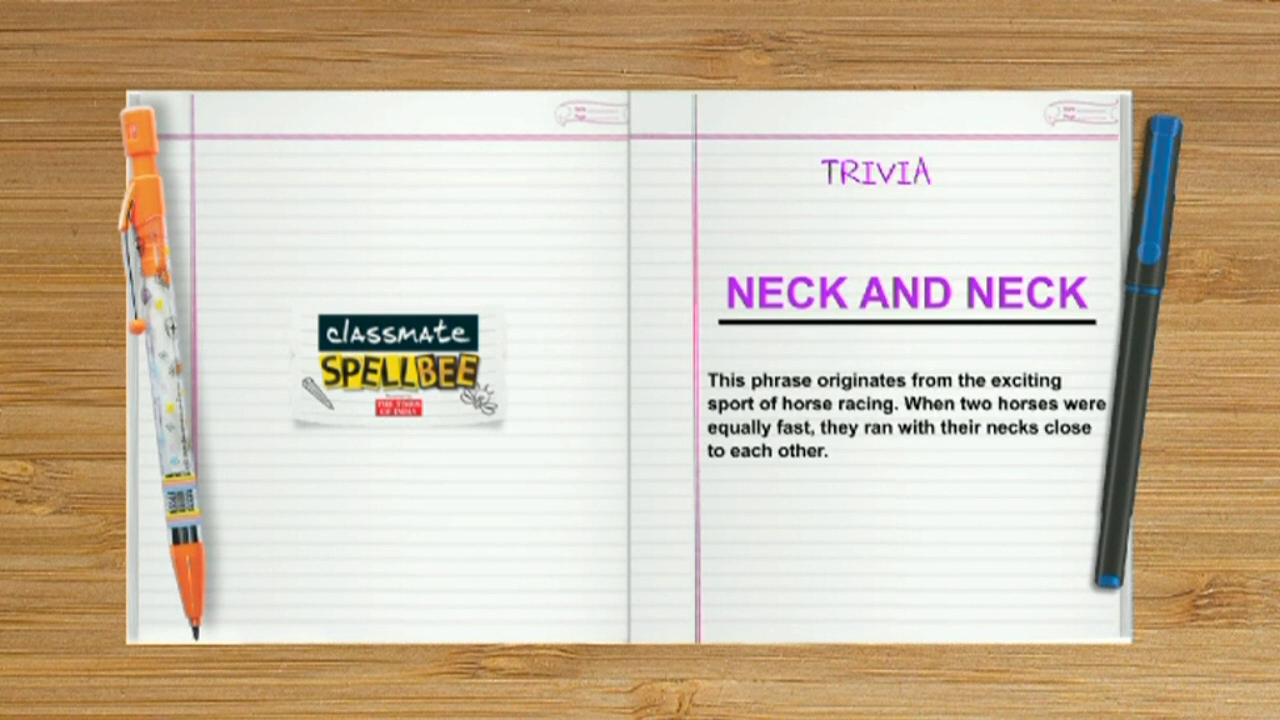 TRIVIA
NECK AND NECK
This phrase originates from the exciting
sport of horse racing. When two horses were
equally fast, they ran with their necks close
to each other.
classmate
SPELLBEE
THE TIMES
OF INDIA